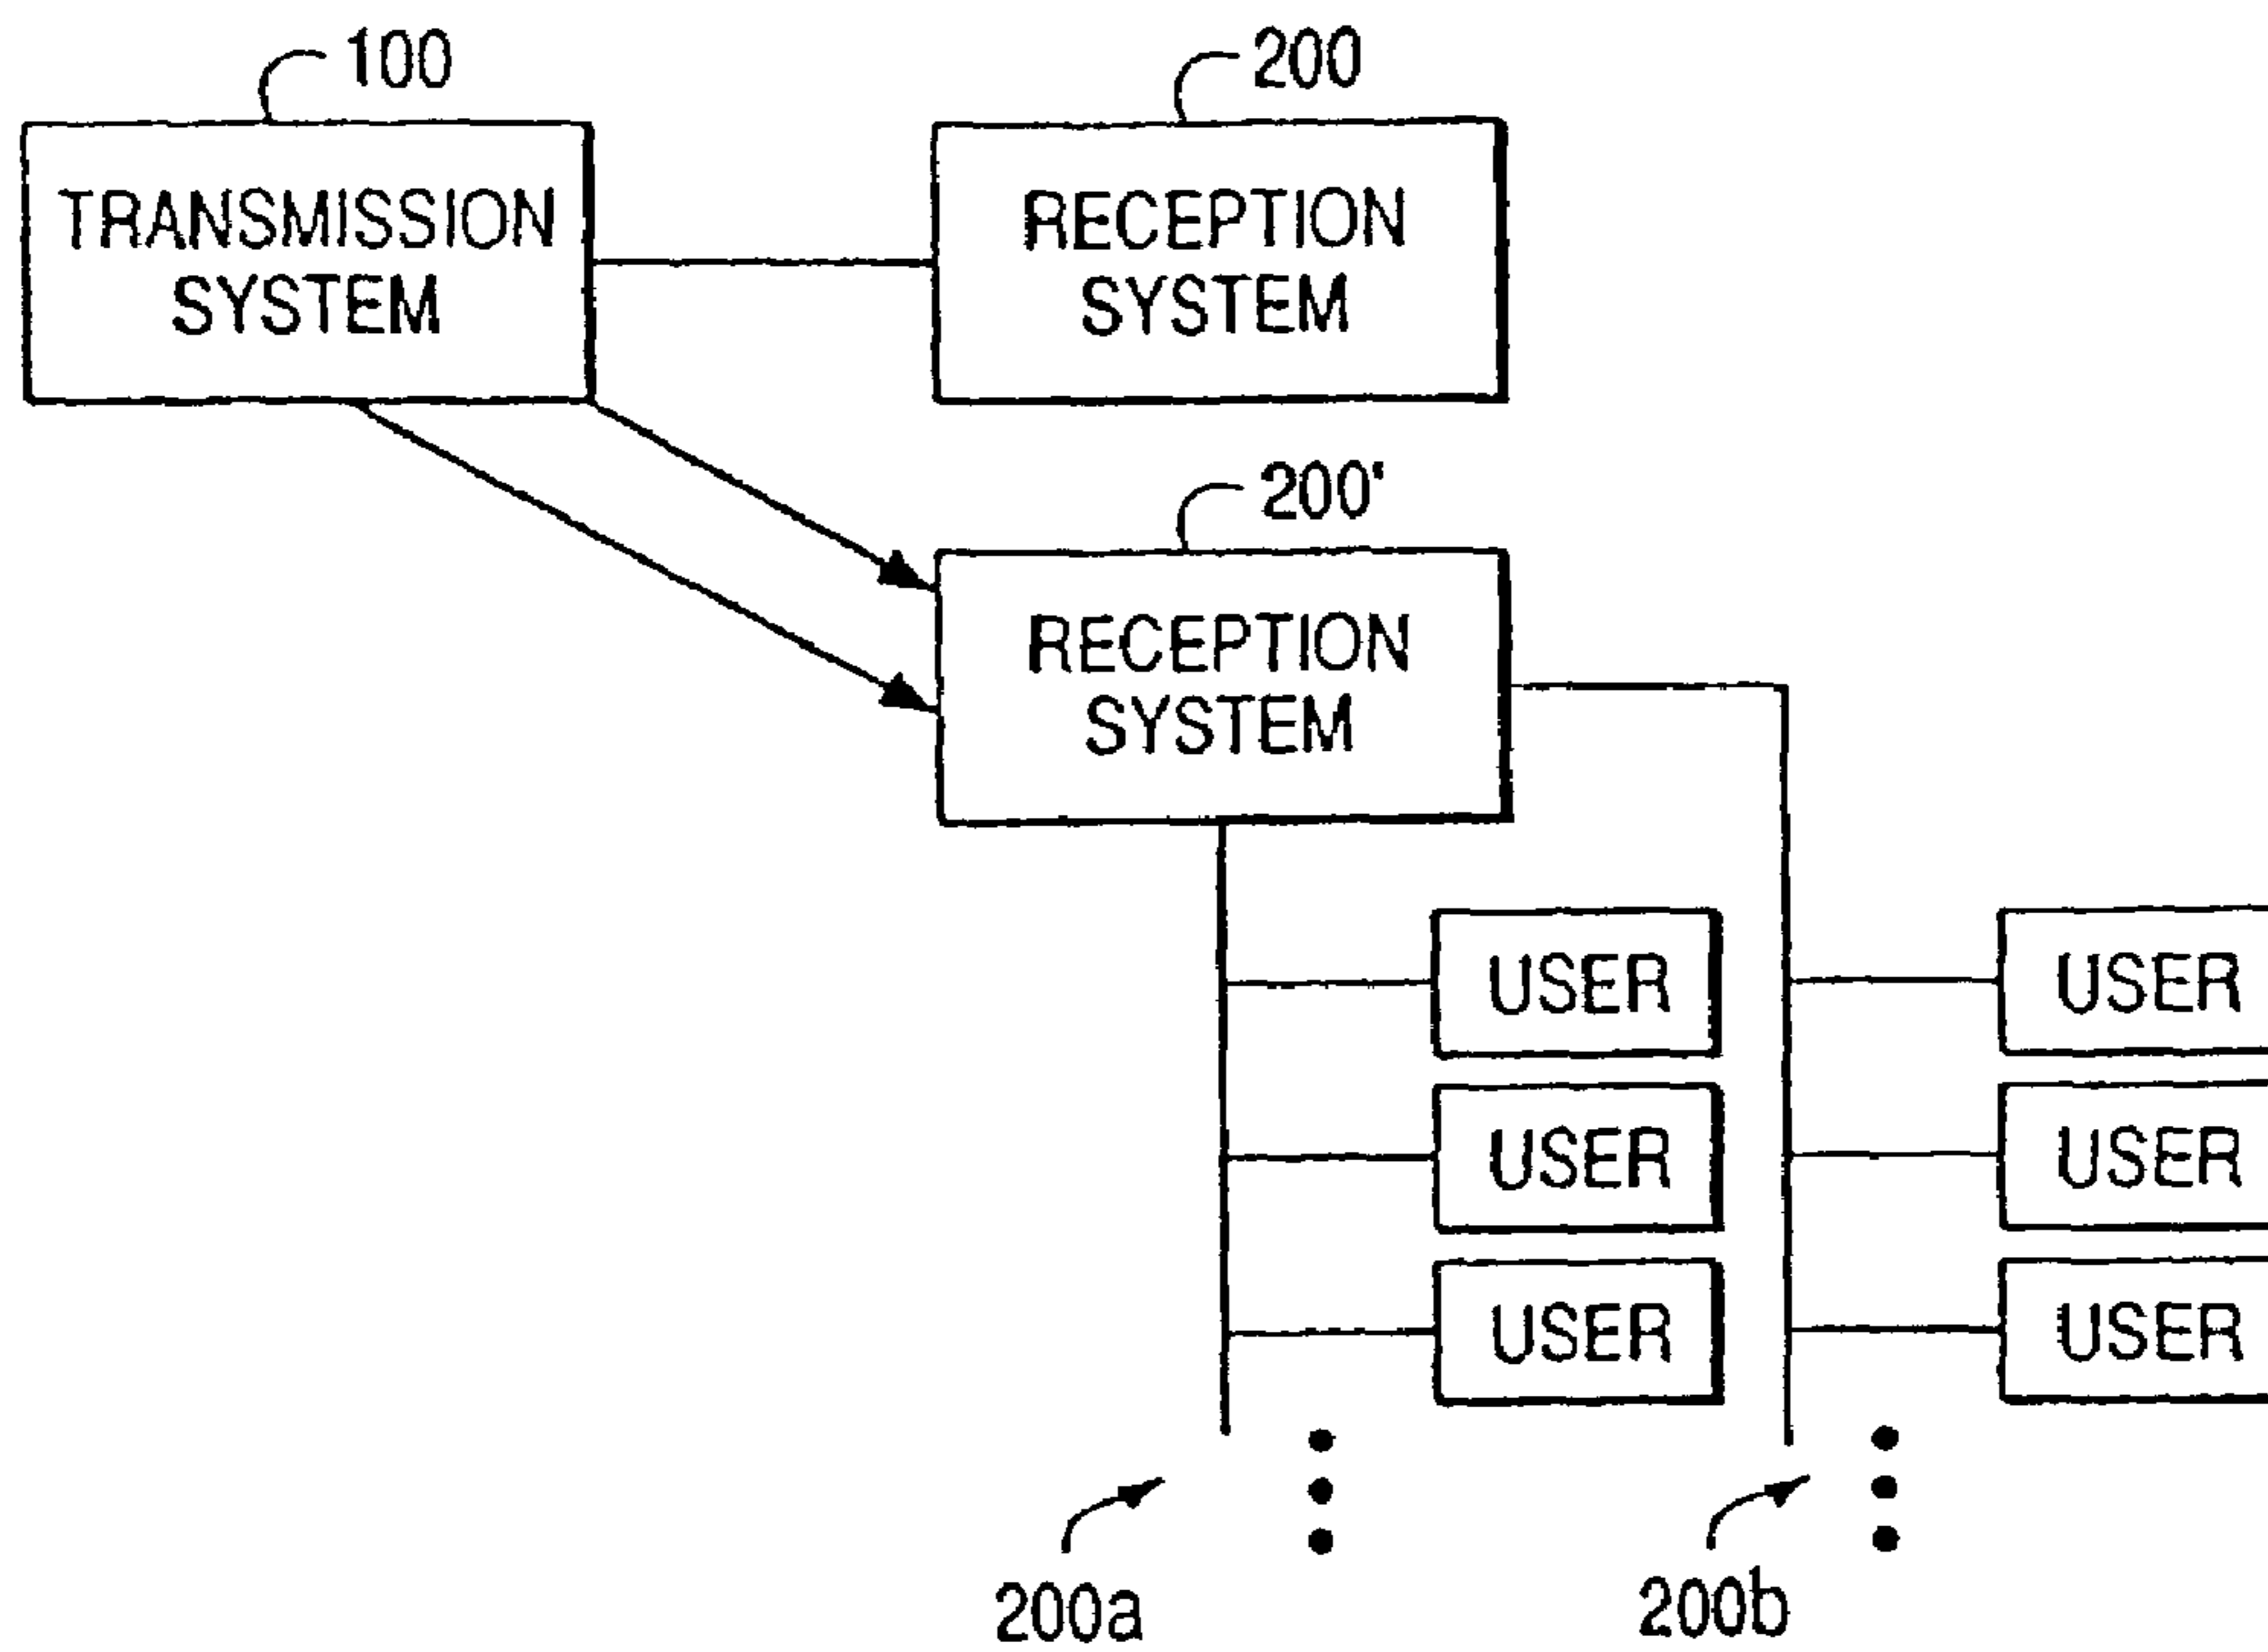 100
200
TRANSMISSION
SYSTEM
RECEPTION
SYSTEM
200'
RECEPTION
SYSTEM
USER
USER
USER
USER
USER
USER
200a
200b